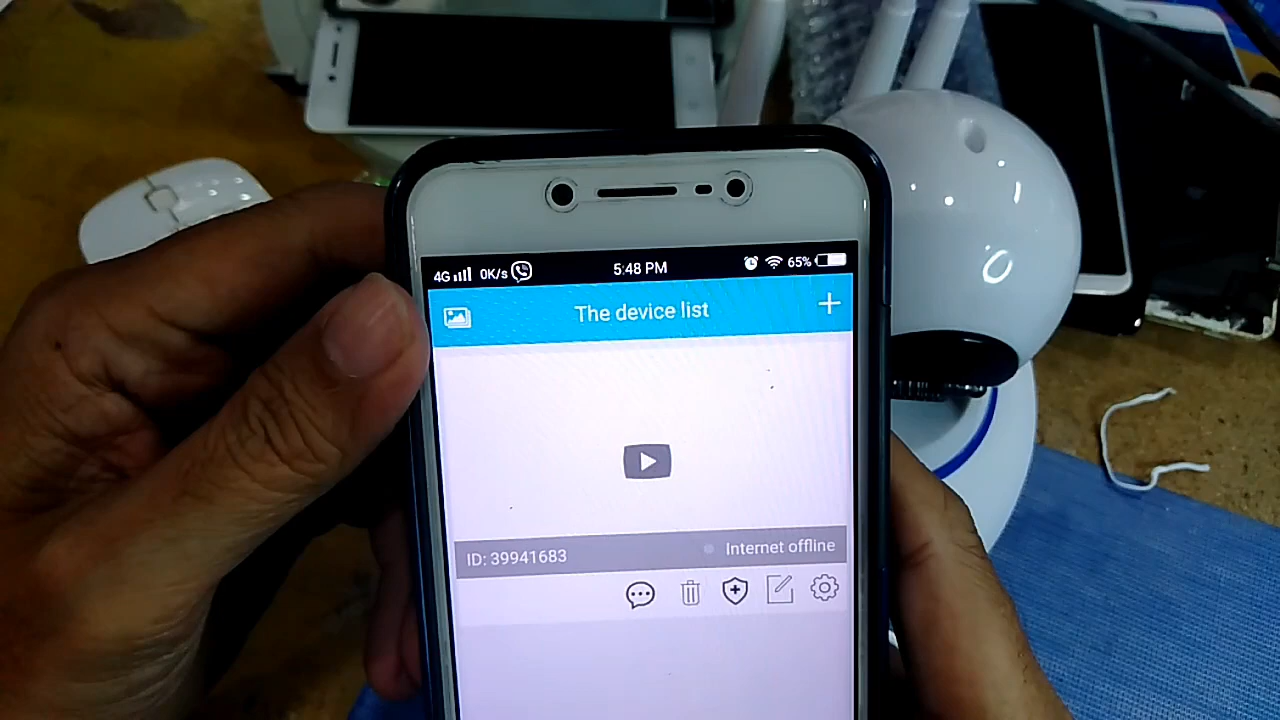 4G 0K/s 5:48 PM 65%
The device list
ID: 39941683 Internet offline